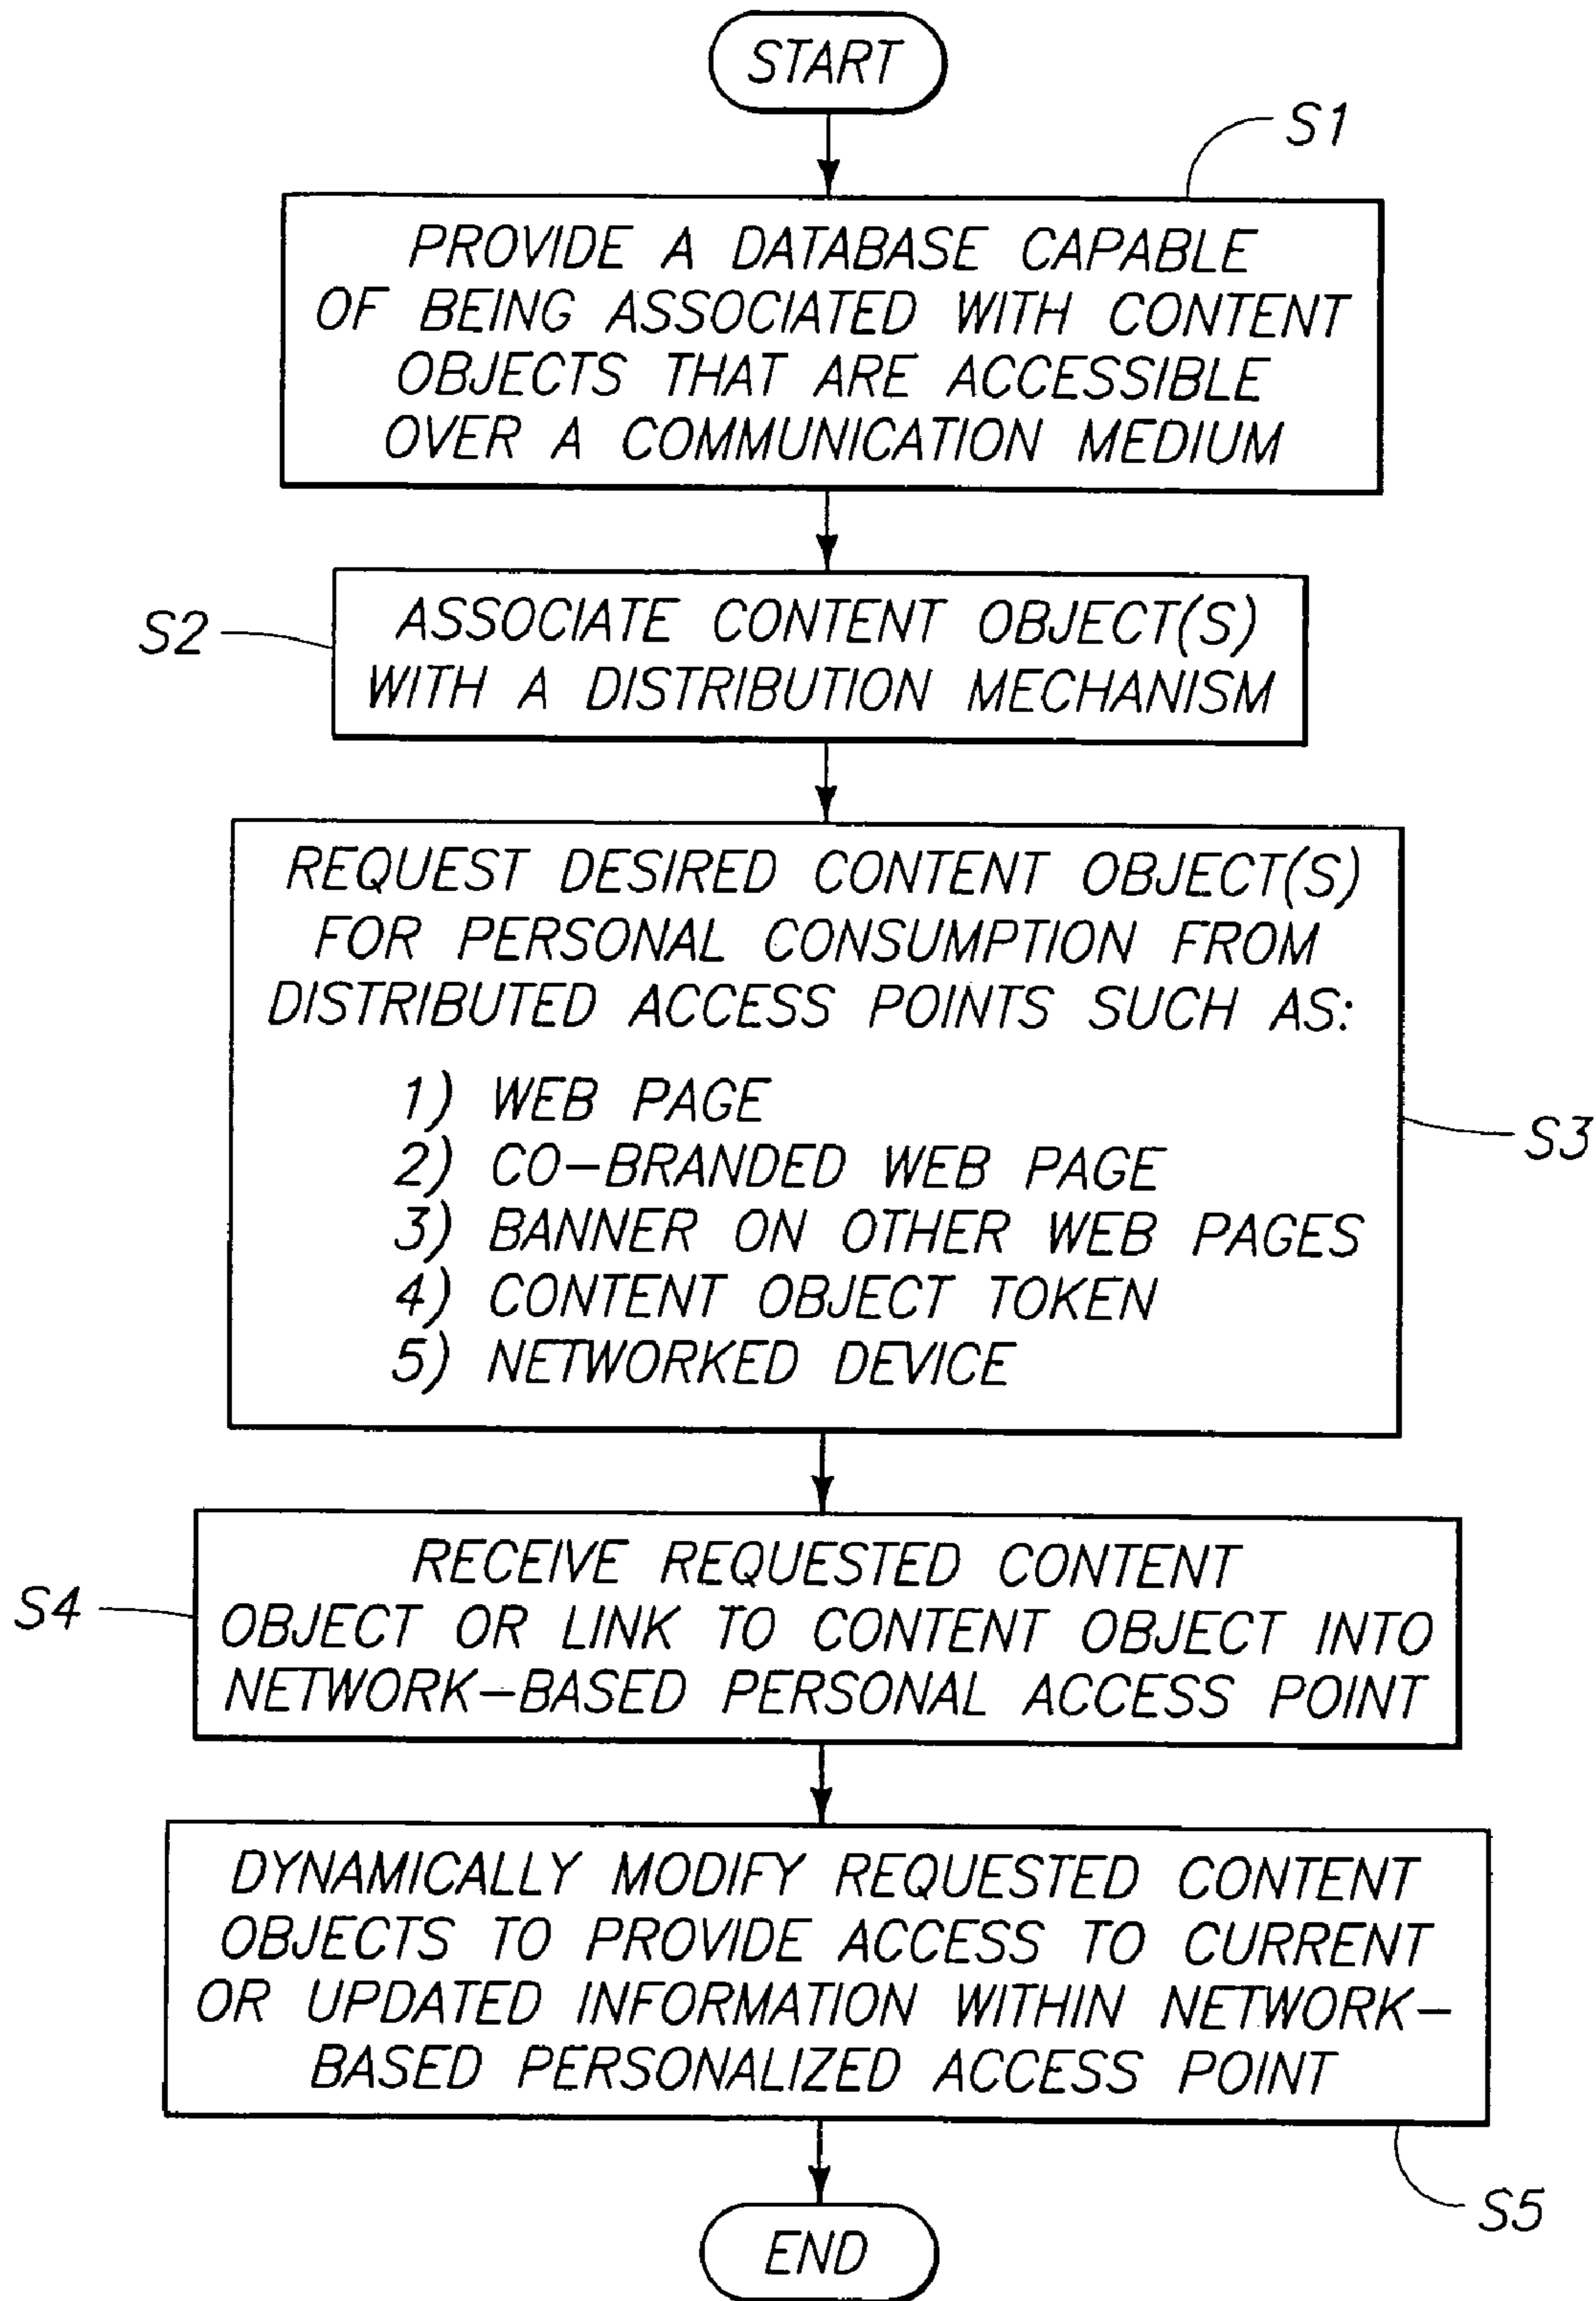 START
S1
PROVIDE A DATABASE CAPABLE
OF BEING ASSOCIATED WITH CONTENT
OBJECTS THAT ARE ACCESSIBLE
OVER A COMMUNICATION MEDIUM
S2
ASSOCIATE CONTENT OBJECT(S)
WITH A DISTRIBUTION MECHANISM
REQUEST DESIRED CONTENT OBJECT(S)
FOR PERSONAL CONSUMPTION FROM
DISTRIBUTED ACCESS POINTS SUCH AS:
1) WEB PAGE
2) CO-BRANDED WEB PAGE
3) BANNER ON OTHER WEB PAGES
4) CONTENT OBJECT TOKEN
5) NETWORKED DEVICE
S3
S4
RECEIVE REQUESTED CONTENT
OBJECT OR LINK TO CONTENT OBJECT INTO
NETWORK-BASED PERSONAL ACCESS POINT
DYNAMICALLY MODIFY REQUESTED CONTENT
OBJECTS TO PROVIDE ACCESS TO CURRENT
OR UPDATED INFORMATION WITHIN NETWORK-
BASED PERSONALIZED ACCESS POINT
S5
END